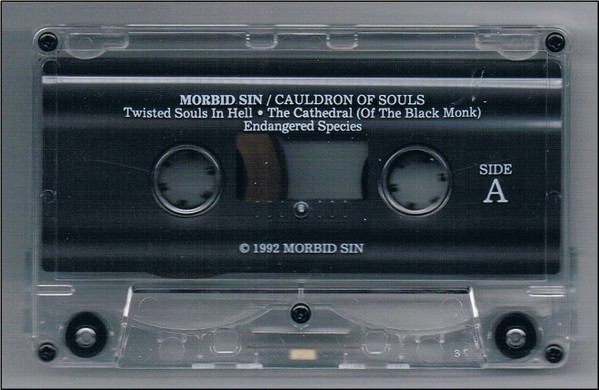 MORBID SIN / CAULDRON OF SOULS
Twisted Souls In Hell • The Cathedral (Of The Black Monk)
Endangered Species
SIDE
A
© 1992 MORBID SIN